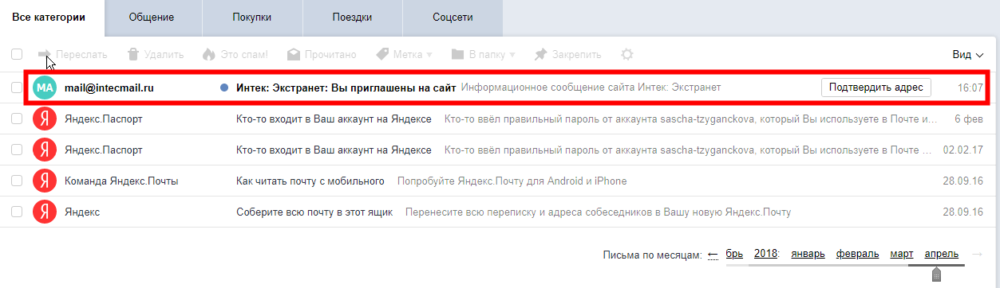 Все категории Общение Покупки Поездки Соцсети
Переслать Удалить Это спам! Прочитано Метка В папку Закрепить Вид
MA mail@intecmail.ru Интек: Экстранет: Вы приглашены на сайт Информационное сообщение сайта Интек: Экстранет Подтвердить адрес 16:07
Я Яндекс.Паспорт Кто-то входит в Ваш аккаунт на Яндексе Кто-то ввёл правильный пароль от аккаунта sascha-tzyganckova, который Вы используете в Почте и... 6 фев
Я Яндекс.Паспорт Кто-то входит в Ваш аккаунт на Яндексе Кто-то ввёл правильный пароль от аккаунта sascha-tzyganckova, который Вы используете в Почте ... 02.02.17
Я Команда Яндекс.Почты Как читать почту с мобильного Попробуйте Яндекс.Почту для Android и iPhone 28.09.16
Я Яндекс Соберите всю почту в этот ящик Перенесите всю переписку и адреса собеседников в Вашу новую Яндекс.Почту 28.09.16
Письма по месяцам: ← брь 2018: январь февраль март апрель →